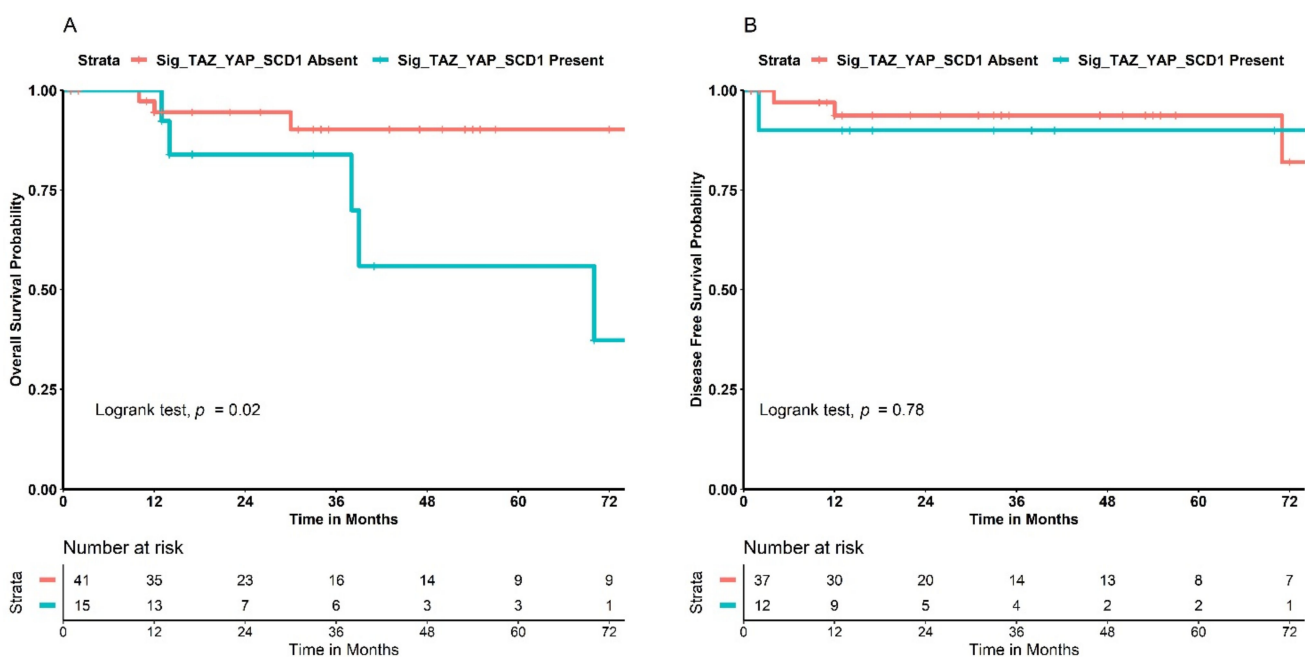 A
Strata Sig_TAZ_YAP_SCD1 Absent Sig_TAZ_YAP_SCD1 Present
1.00
0.75
0.50
0.25
0.00
Overall Survival Probability
Logrank test, p = 0.02
0 12 24 36 48 60 72
Time in Months
Number at risk
Strata
41 35 23 16 14 9 9
15 13 7 6 3 3 1
0 12 24 36 48 60 72
Time in Months
B
Strata Sig_TAZ_YAP_SCD1 Absent Sig_TAZ_YAP_SCD1 Present
1.00
0.75
0.50
0.25
0.00
Disease Free Survival Probability
Logrank test, p = 0.78
0 12 24 36 48 60 72
Time in Months
Number at risk
Strata
37 30 20 14 13 8 7
12 9 5 4 2 2 1
0 12 24 36 48 60 72
Time in Months